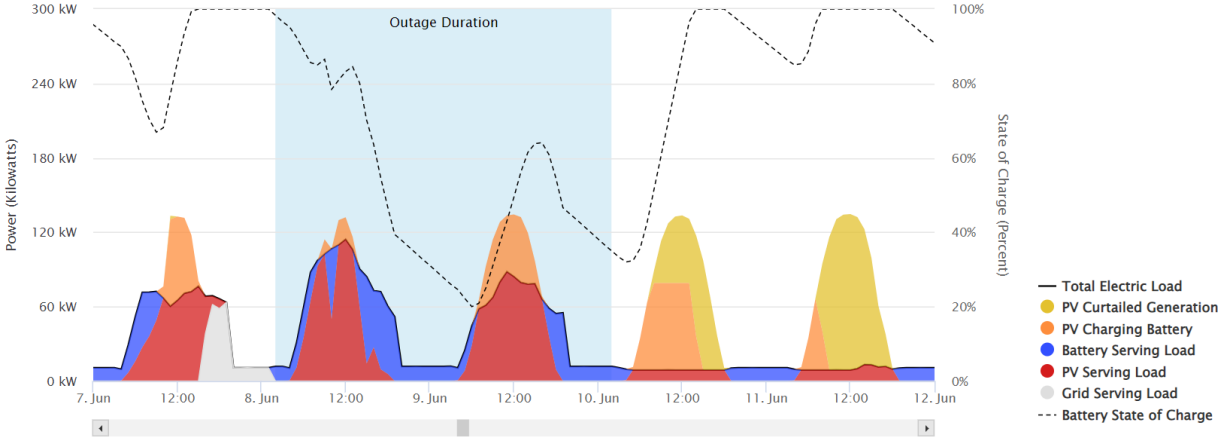 Outage Duration
300 kW
240 kW
180 kW
120 kW
60 kW
0 kW
Power (Kilowatts)
100%
80%
60%
40%
20%
0%
State of Charge (Percent)
7. Jun
12:00
8. Jun
12:00
9. Jun
12:00
10. Jun
12:00
11. Jun
12:00
12. Jun
Total Electric Load
PV Curtailed Generation
PV Charging Battery
Battery Serving Load
PV Serving Load
Grid Serving Load
Battery State of Charge